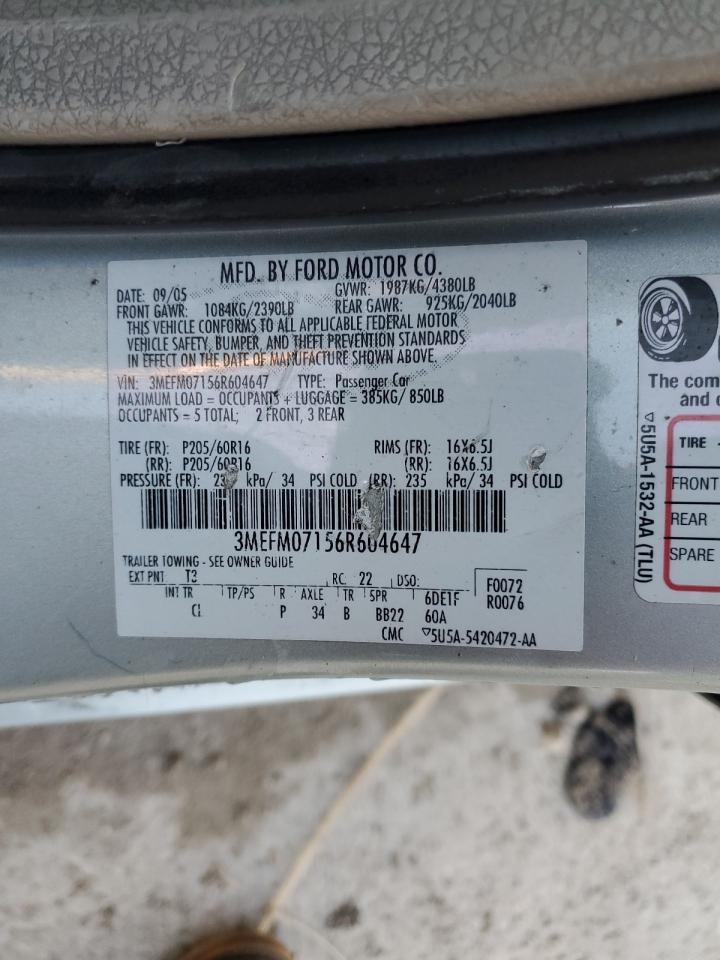 MFD. BY FORD MOTOR CO.
DATE: 09/05 GVWR: 1987KG/4380LB
FRONT GAWR: 1084KG/2390LB REAR GAWR: 925KG/2040LB
THIS VEHICLE CONFORMS TO ALL APPLICABLE FEDERAL MOTOR
VEHICLE SAFETY, BUMPER, AND THEFT PREVENTION STANDARDS
IN EFFECT ON THE DATE OF MANUFACTURE SHOWN ABOVE.
VIN: 3MEFM07156R604647 TYPE: Passenger Car
MAXIMUM LOAD = OCCUPANTS + LUGGAGE = 385KG/ 850LB
OCCUPANTS = 5 TOTAL; 2 FRONT, 3 REAR
TIRE (FR): P205/60R16 RIMS (FR): 16X6.5J
(RR): P205/60R16 (RR): 16X6.5J
PRESSURE (FR): kPa/ 34 PSI COLD (RR): 235 kPa/ 34 PSI COLD
3MEFM07156R604647
TRAILER TOWING - SEE OWNER GUIDE
EXT PNT T3 RC: 22 DSO: F0072
INT TR TP/PS R AXLE TR SPR 6DE1F R0076
P 34 B BB22 60A
CMC ▽5U5A-5420472-AA
The com
and
▽5U5A-1532-AA (TLU)
TIRE
FRONT
REAR
SPARE